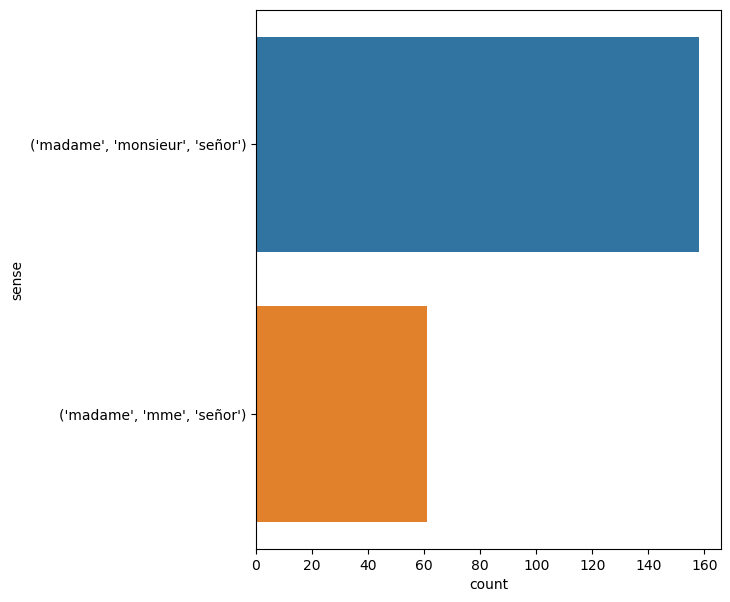 ('madame', 'monsieur', 'señor')
sense
('madame', 'mme', 'señor')
0 20 40 60 80 100 120 140 160
count